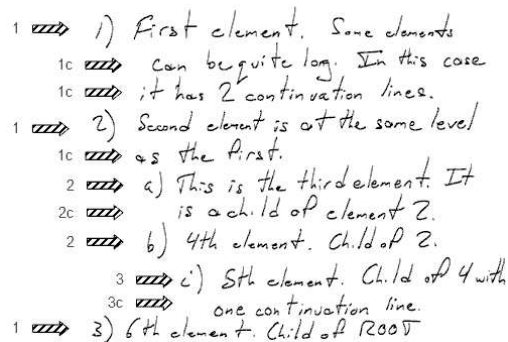 1 1) First element. Some elements
1c can be quite long. In this case
1c it has 2 continuation lines.
1 2) Second element is at the same level
1c as the first.
2 a) This is the third element. It
2c is a child of element 2.
2 b) 4th element. Child of 2.
3 i) 5th element. Child of 4 with
3c one continuation line.
1 3) 6th element. Child of ROOT